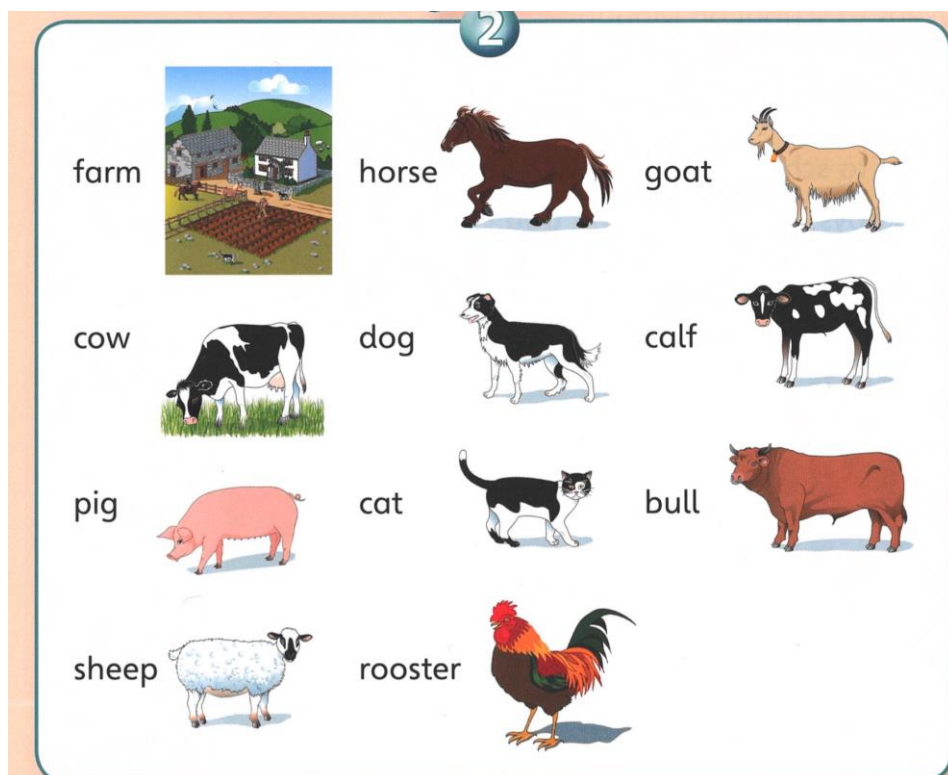 2
farm
horse
goat
cow
dog
calf
pig
cat
bull
sheep
rooster